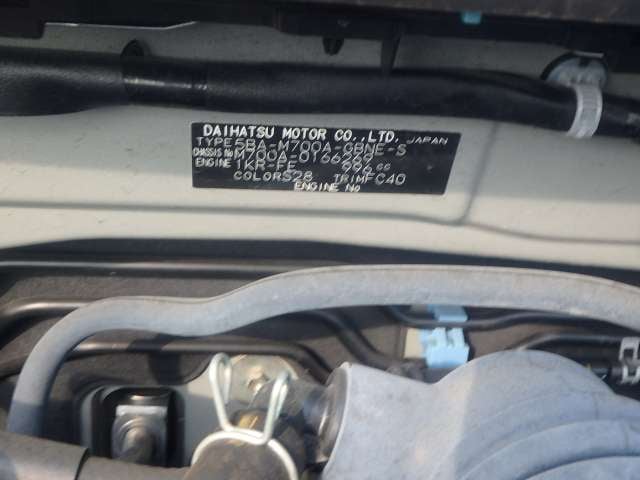 DAIHATSU MOTOR CO., LTD. JAPAN
TYPE 5BA-M700A-GBNE-S
CHASSIS No M700A-0166269
ENGINE 1KR-FE 996cc
COLOR S28 TRIM FC40
ENGINE No